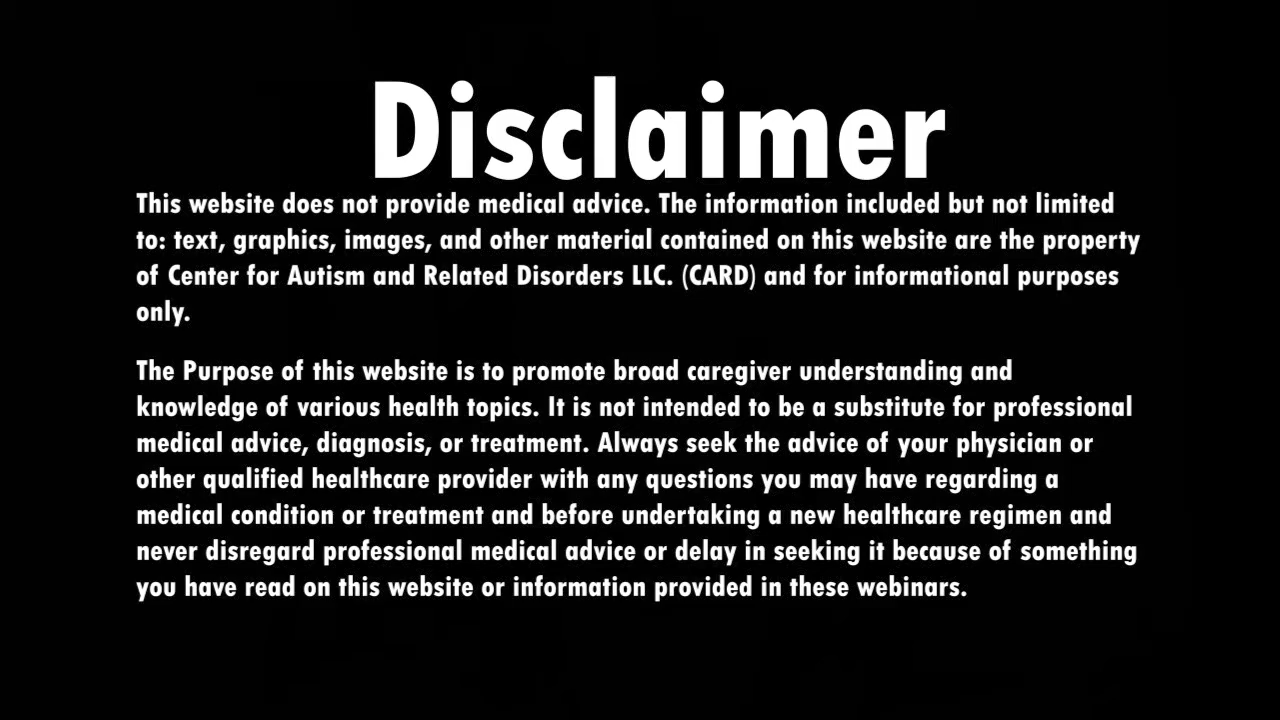 Disclaimer
This website does not provide medical advice. The information included but not limited
to: text, graphics, images, and other material contained on this website are the property
of Center for Autism and Related Disorders LLC. (CARD) and for informational purposes
only.
The Purpose of this website is to promote broad caregiver understanding and
knowledge of various health topics. It is not intended to be a substitute for professional
medical advice, diagnosis, or treatment. Always seek the advice of your physician or
other qualified healthcare provider with any questions you may have regarding a
medical condition or treatment and before undertaking a new healthcare regimen and
never disregard professional medical advice or delay in seeking it because of something
you have read on this website or information provided in these webinars.